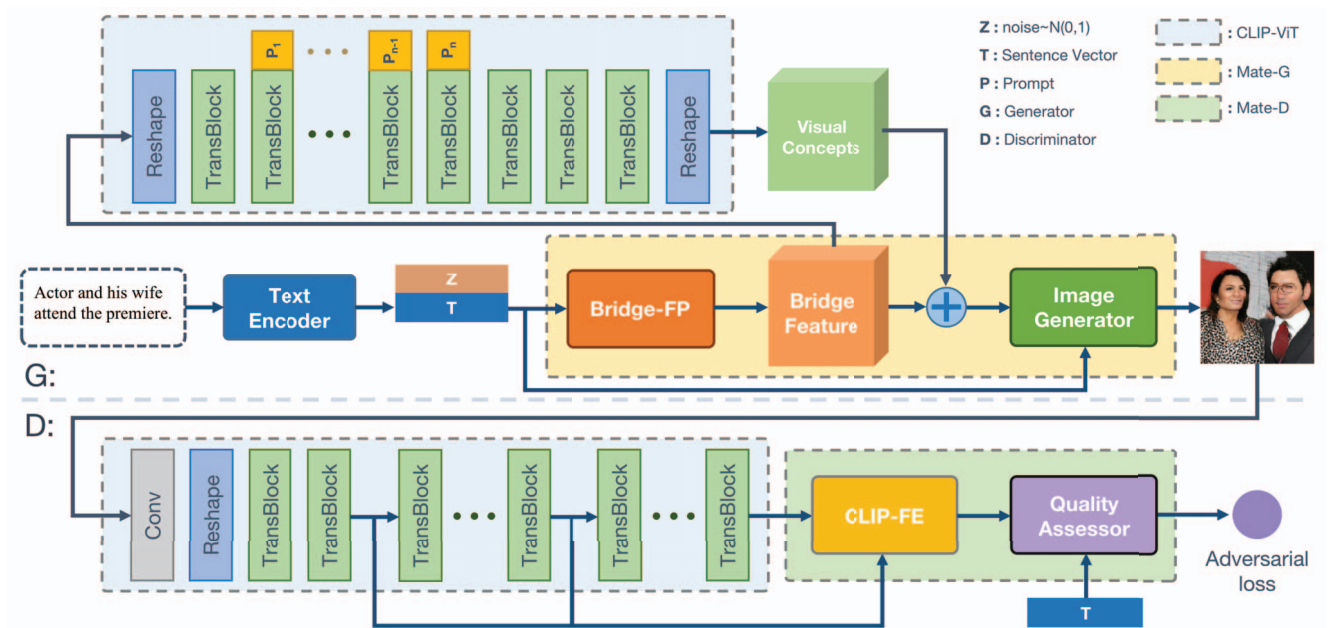 P1
Pn-1
Pn
Reshape
TransBlock
TransBlock
TransBlock
TransBlock
TransBlock
TransBlock
TransBlock
Reshape
Visual
Concepts
Z : noise~N(0,1)
T : Sentence Vector
P : Prompt
G : Generator
D : Discriminator
: CLIP-ViT
: Mate-G
: Mate-D
Actor and his wife
attend the premiere.
Text
Encoder
Z
T
Bridge-FP
Bridge
Feature
Image
Generator
G:
D:
Conv
Reshape
TransBlock
TransBlock
TransBlock
TransBlock
TransBlock
TransBlock
CLIP-FE
Quality
Assessor
T
Adversarial
loss